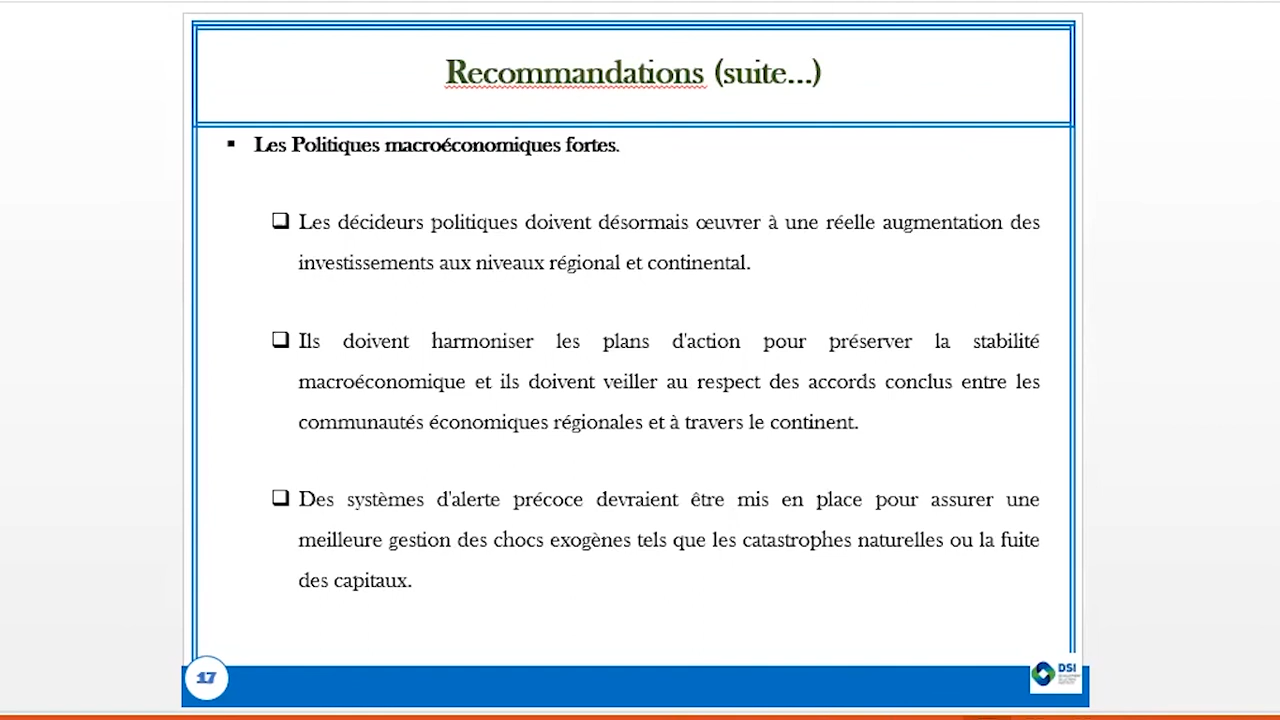 Recommandations (suite...)
▪ Les Politiques macroéconomiques fortes.
❑ Les décideurs politiques doivent désormais œuvrer à une réelle augmentation des
investissements aux niveaux régional et continental.
❑ Ils doivent harmoniser les plans d'action pour préserver la stabilité
macroéconomique et ils doivent veiller au respect des accords conclus entre les
communautés économiques régionales et à travers le continent.
❑ Des systèmes d'alerte précoce devraient être mis en place pour assurer une
meilleure gestion des chocs exogènes tels que les catastrophes naturelles ou la fuite
des capitaux.
17
DSI